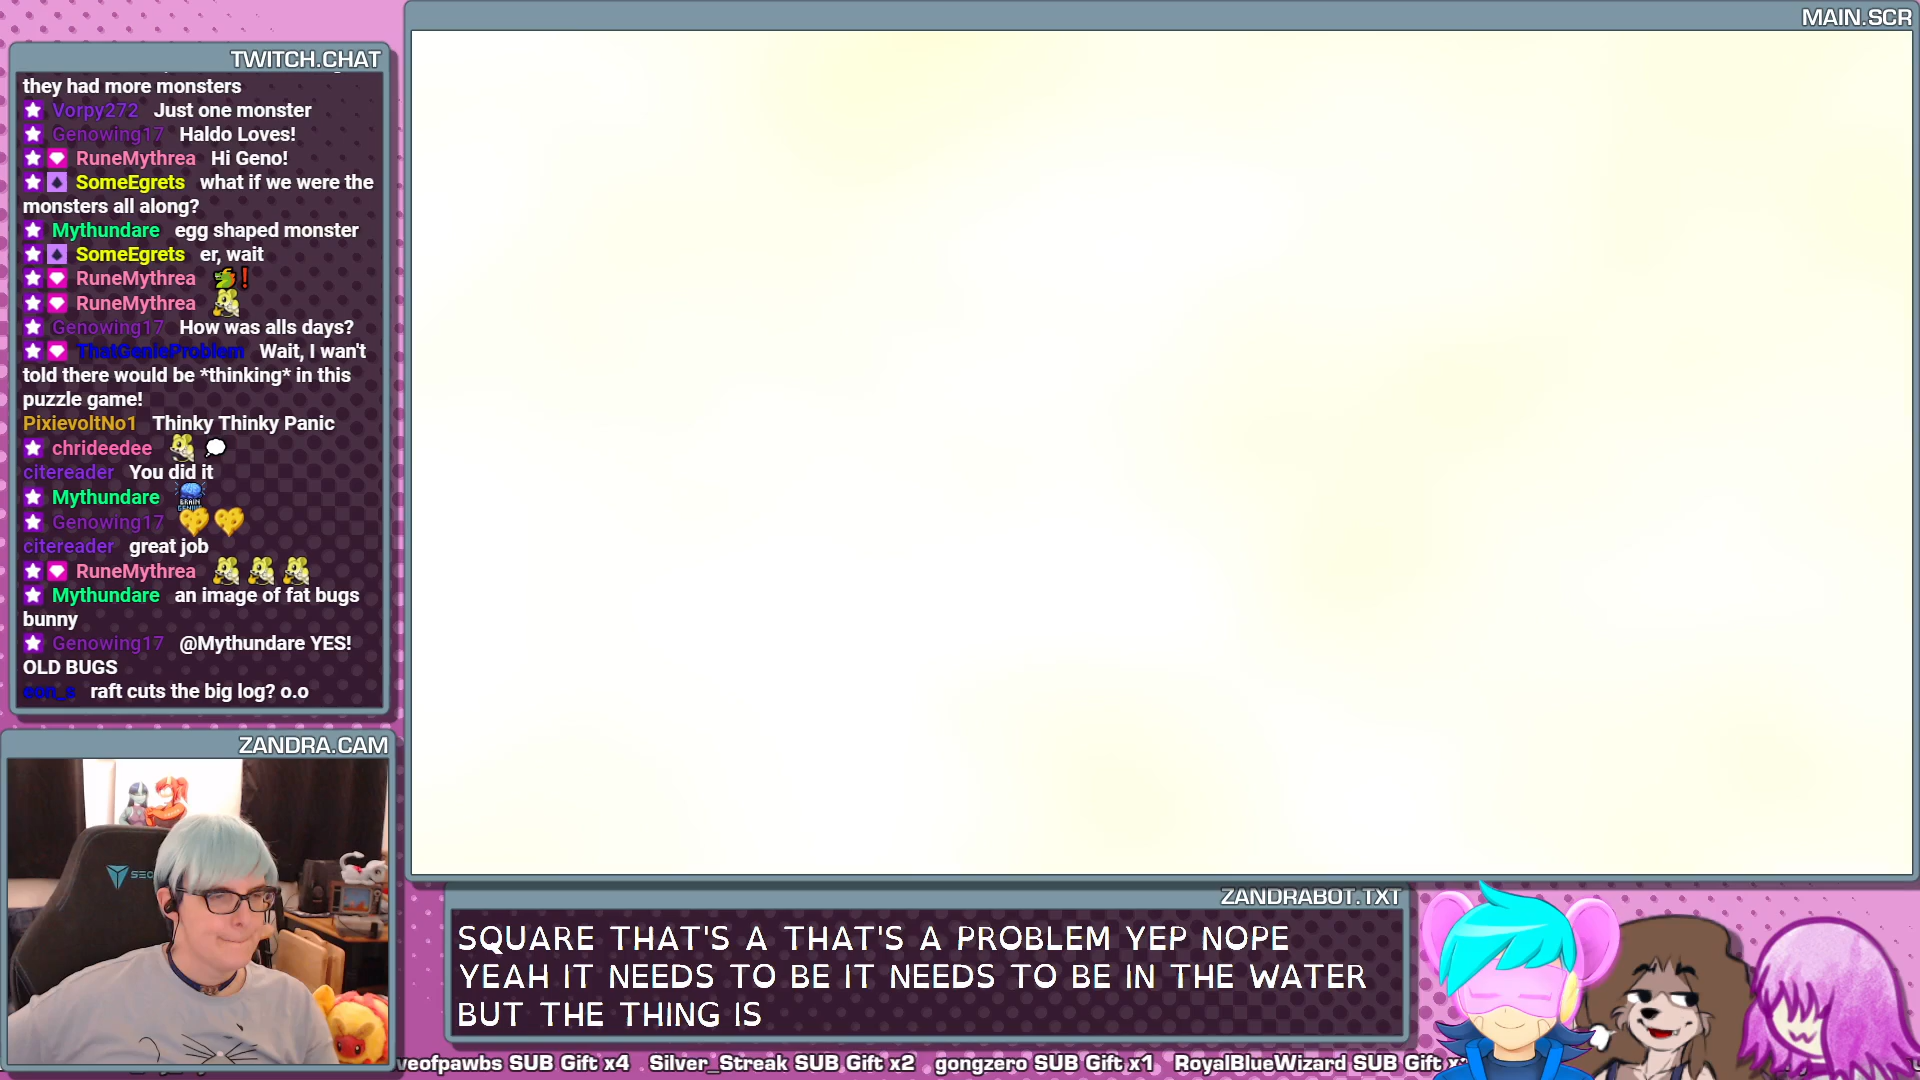 MAIN.SCR
TWITCH.CHAT
they had more monsters
Vorpy272 Just one monster
Genowing17 Haldo Loves!
RuneMythrea Hi Geno!
SomeEgrets what if we were the
monsters all along?
Mythundare egg shaped monster
SomeEgrets er, wait
RuneMythrea
RuneMythrea
Genowing17 How was alls days?
ThatGenieProblem Wait, I wan't
told there would be *thinking* in this
puzzle game!
PixievoltNo1 Thinky Thinky Panic
chrideedee
citereader You did it
Mythundare BRAIN
Genowing17
citereader great job
RuneMythrea
Mythundare an image of fat bugs
bunny
Genowing17 @Mythundare YES!
OLD BUGS
eon_s raft cuts the big log? o.o
ZANDRA.CAM
ZANDRABOT.TXT
SQUARE THAT'S A THAT'S A PROBLEM YEP NOPE
YEAH IT NEEDS TO BE IT NEEDS TO BE IN THE WATER
BUT THE THING IS
veofpawbs SUB Gift x4 Silver_Streak SUB Gift x2 gongzero SUB Gift x1 RoyalBlueWizard SUB Gift